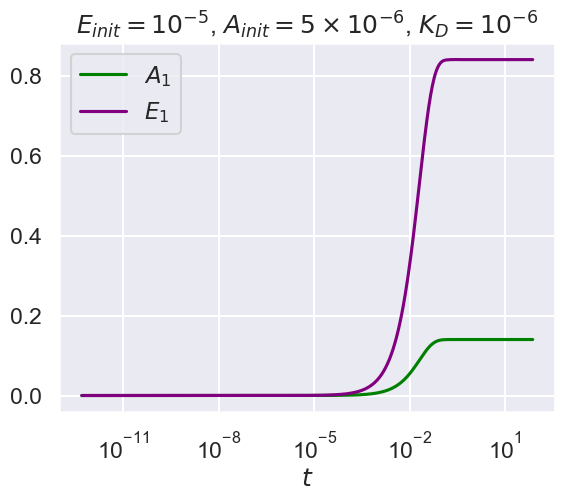 E_init = 10^-5, A_init = 5 × 10^-6, K_D = 10^-6
A_1
E_1
0.8
0.6
0.4
0.2
0.0
10^-11 10^-8 10^-5 10^-2 10^1
t